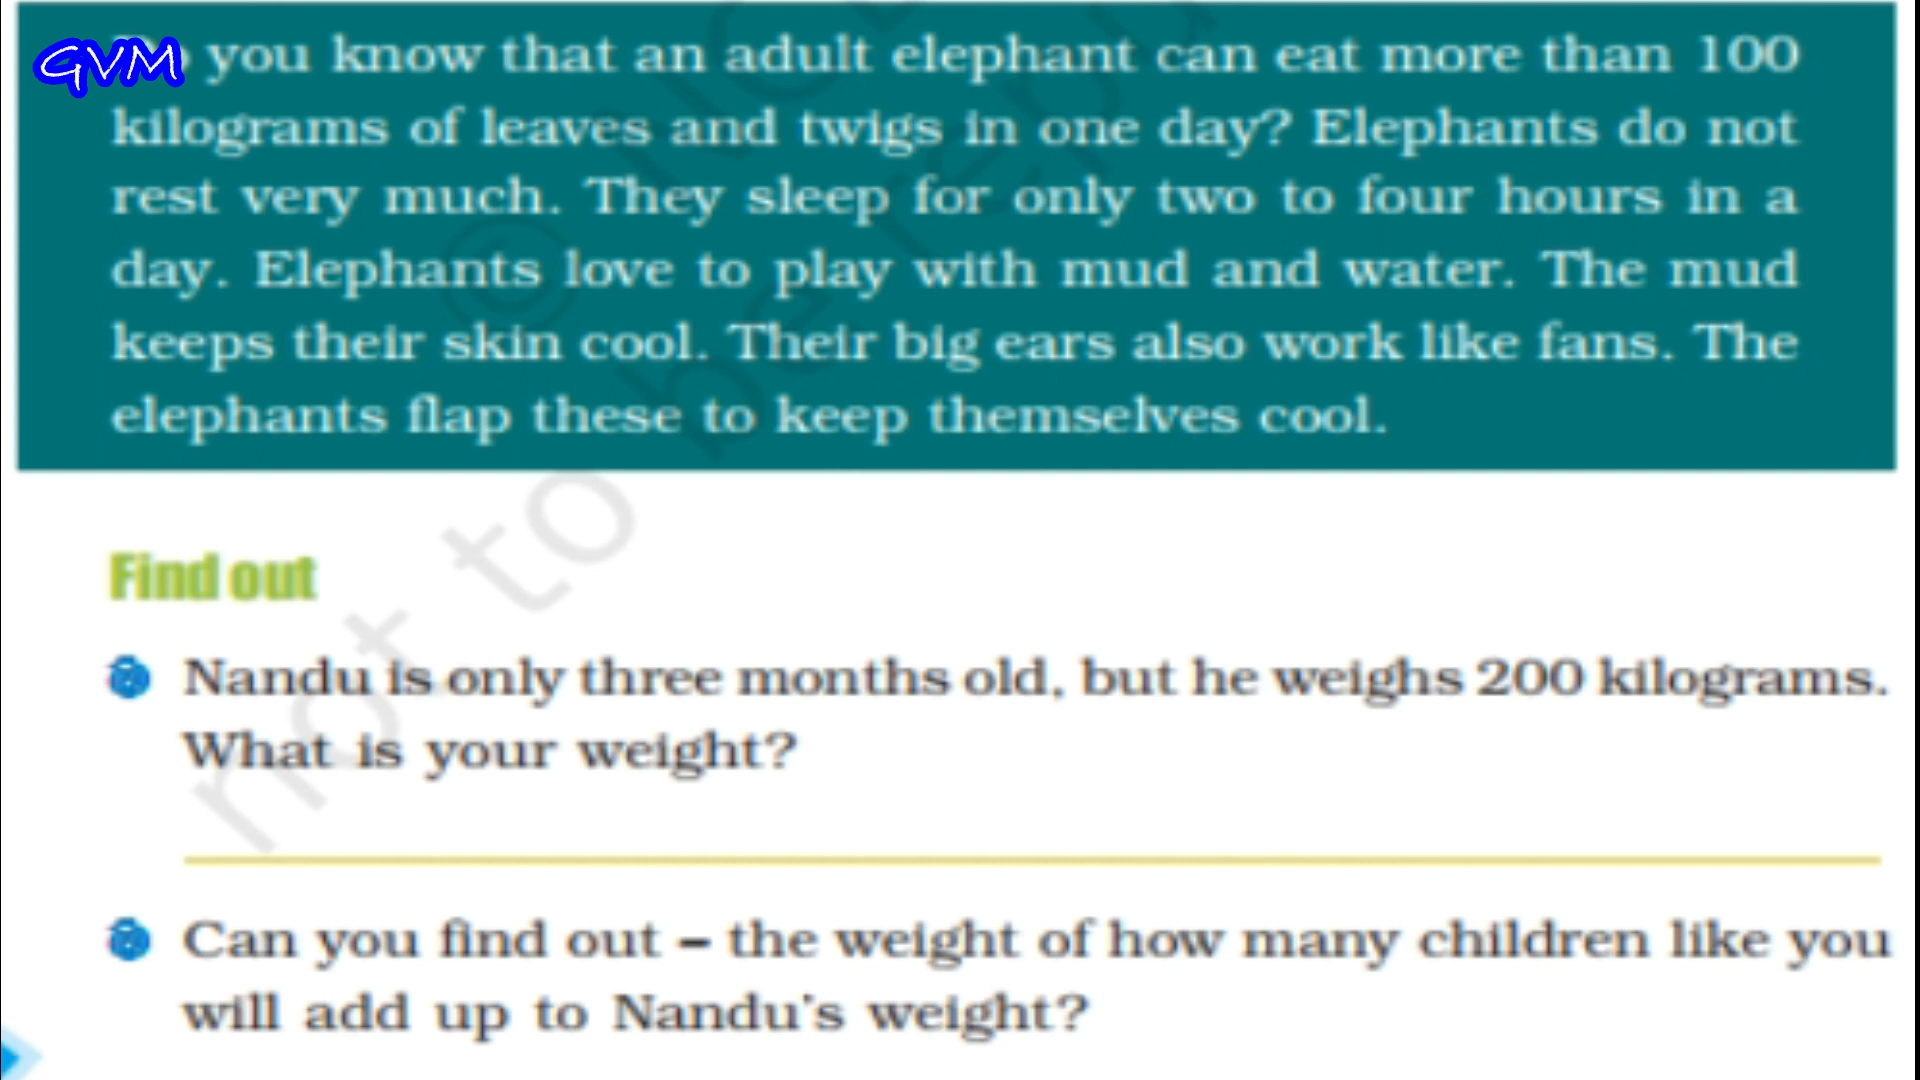 GVM
you know that an adult elephant can eat more than 100
kilograms of leaves and twigs in one day? Elephants do not
rest very much. They sleep for only two to four hours in a
day. Elephants love to play with mud and water. The mud
keeps their skin cool. Their big ears also work like fans. The
elephants flap these to keep themselves cool.
Find out
Nandu is only three months old, but he weighs 200 kilograms.
What is your weight?
Can you find out – the weight of how many children like you
will add up to Nandu's weight?
not to be